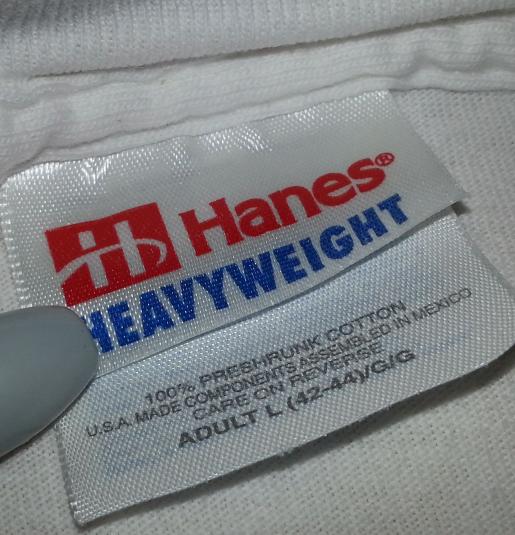 Hanes®
HEAVYWEIGHT
100% PRESHRUNK COTTON
U.S.A. MADE COMPONENTS ASSEMBLED IN MEXICO
CARE ON REVERSE
ADULT L (42-44)/G/G